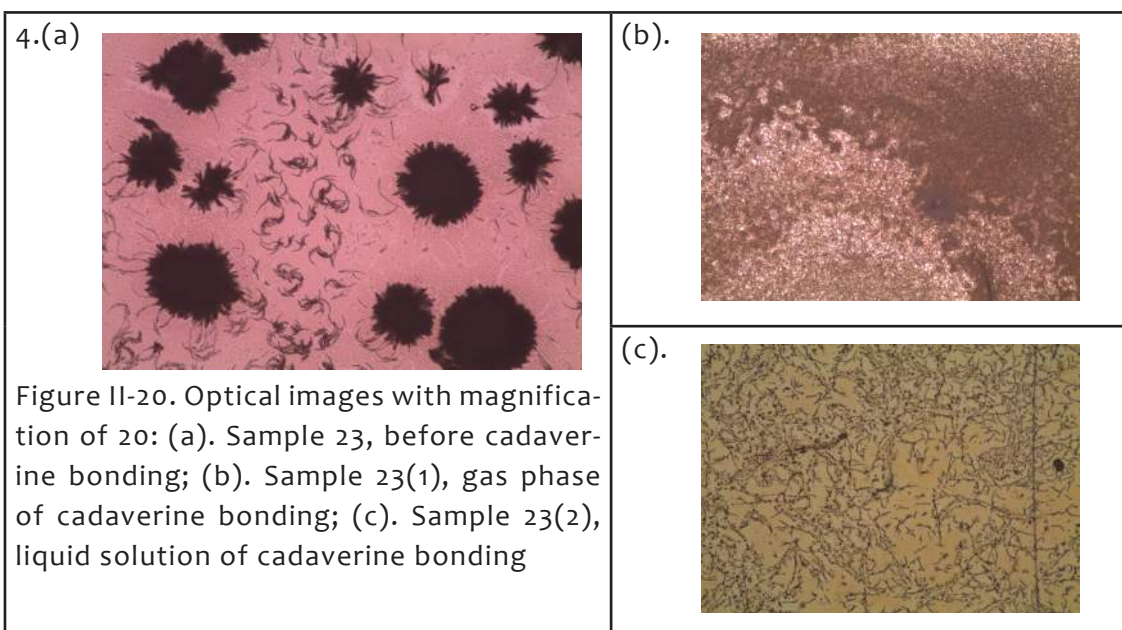 4.(a)
(b).
(c).
Figure II-20. Optical images with magnifica-
tion of 20: (a). Sample 23, before cadaver-
ine bonding; (b). Sample 23(1), gas phase
of cadaverine bonding; (c). Sample 23(2),
liquid solution of cadaverine bonding